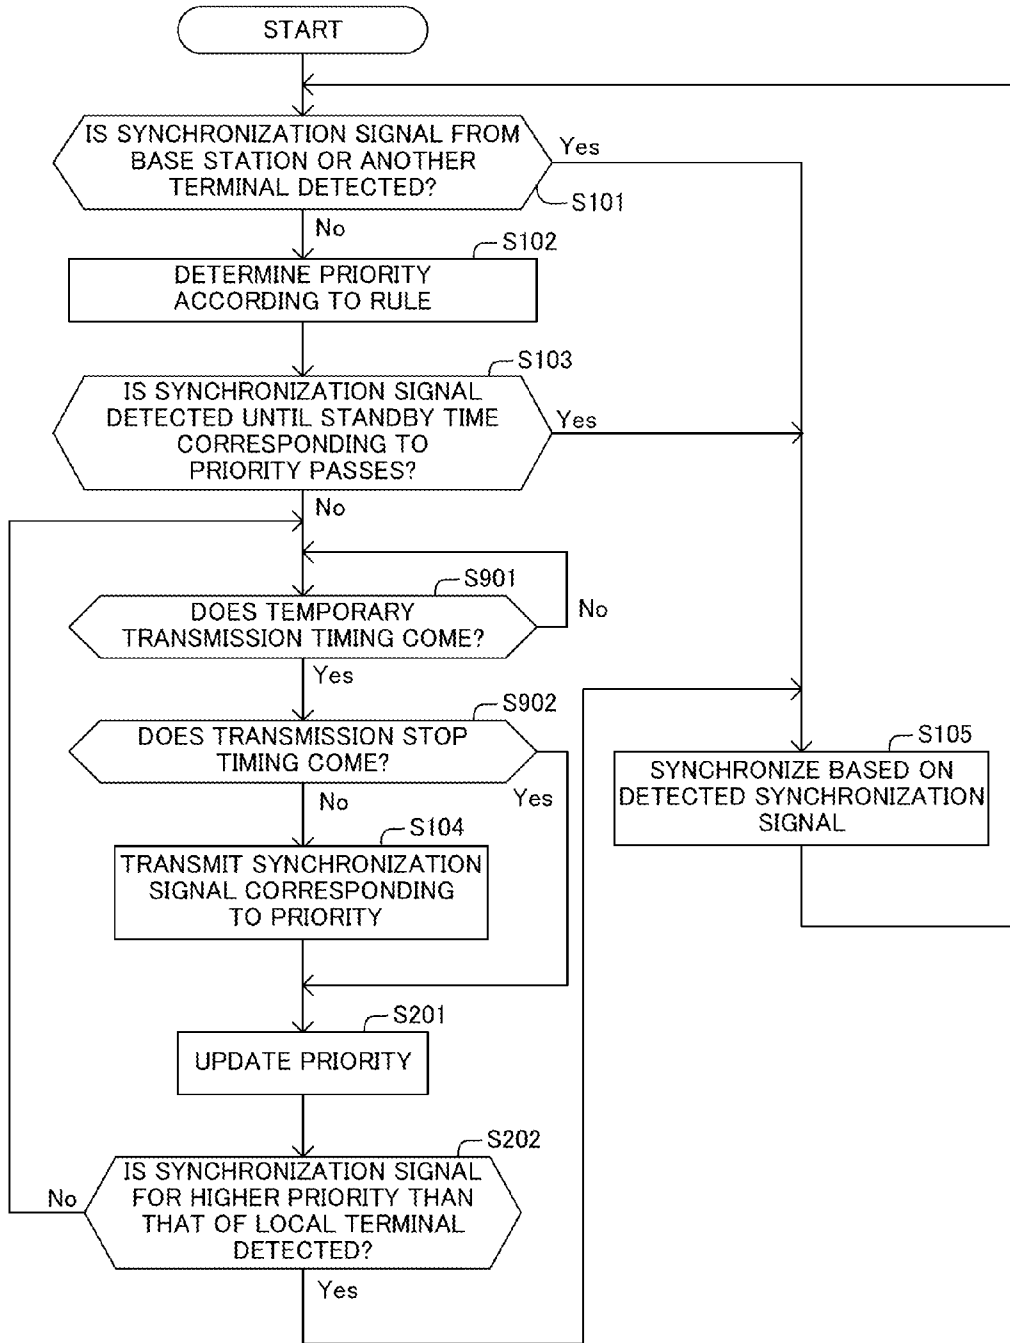 START
IS SYNCHRONIZATION SIGNAL FROM
BASE STATION OR ANOTHER
TERMINAL DETECTED?
Yes
S101
No
S102
DETERMINE PRIORITY
ACCORDING TO RULE
S103
IS SYNCHRONIZATION SIGNAL
DETECTED UNTIL STANDBY TIME
CORRESPONDING TO
PRIORITY PASSES?
Yes
No
S901
DOES TEMPORARY
TRANSMISSION TIMING COME?
No
Yes
S902
DOES TRANSMISSION STOP
TIMING COME?
Yes
No
S105
SYNCHRONIZE BASED ON
DETECTED SYNCHRONIZATION
SIGNAL
S104
TRANSMIT SYNCHRONIZATION
SIGNAL CORRESPONDING
TO PRIORITY
S201
UPDATE PRIORITY
S202
IS SYNCHRONIZATION SIGNAL
FOR HIGHER PRIORITY THAN
THAT OF LOCAL TERMINAL
DETECTED?
No
Yes